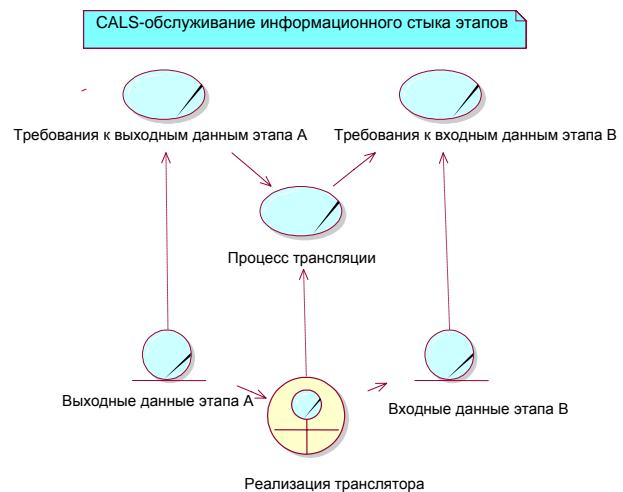 CALS-обслуживание информационного стыка этапов
Требования к выходным данным этапа А
Требования к входным данным этапа В
Процесс трансляции
Выходные данные этапа А
Входные данные этапа В
Реализация транслятора